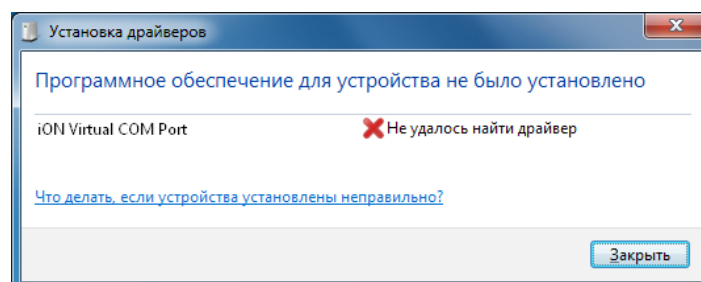 Установка драйверов
Программное обеспечение для устройства не было установлено
iON Virtual COM Port Не удалось найти драйвер
Что делать, если устройства установлены неправильно?
Закрыть